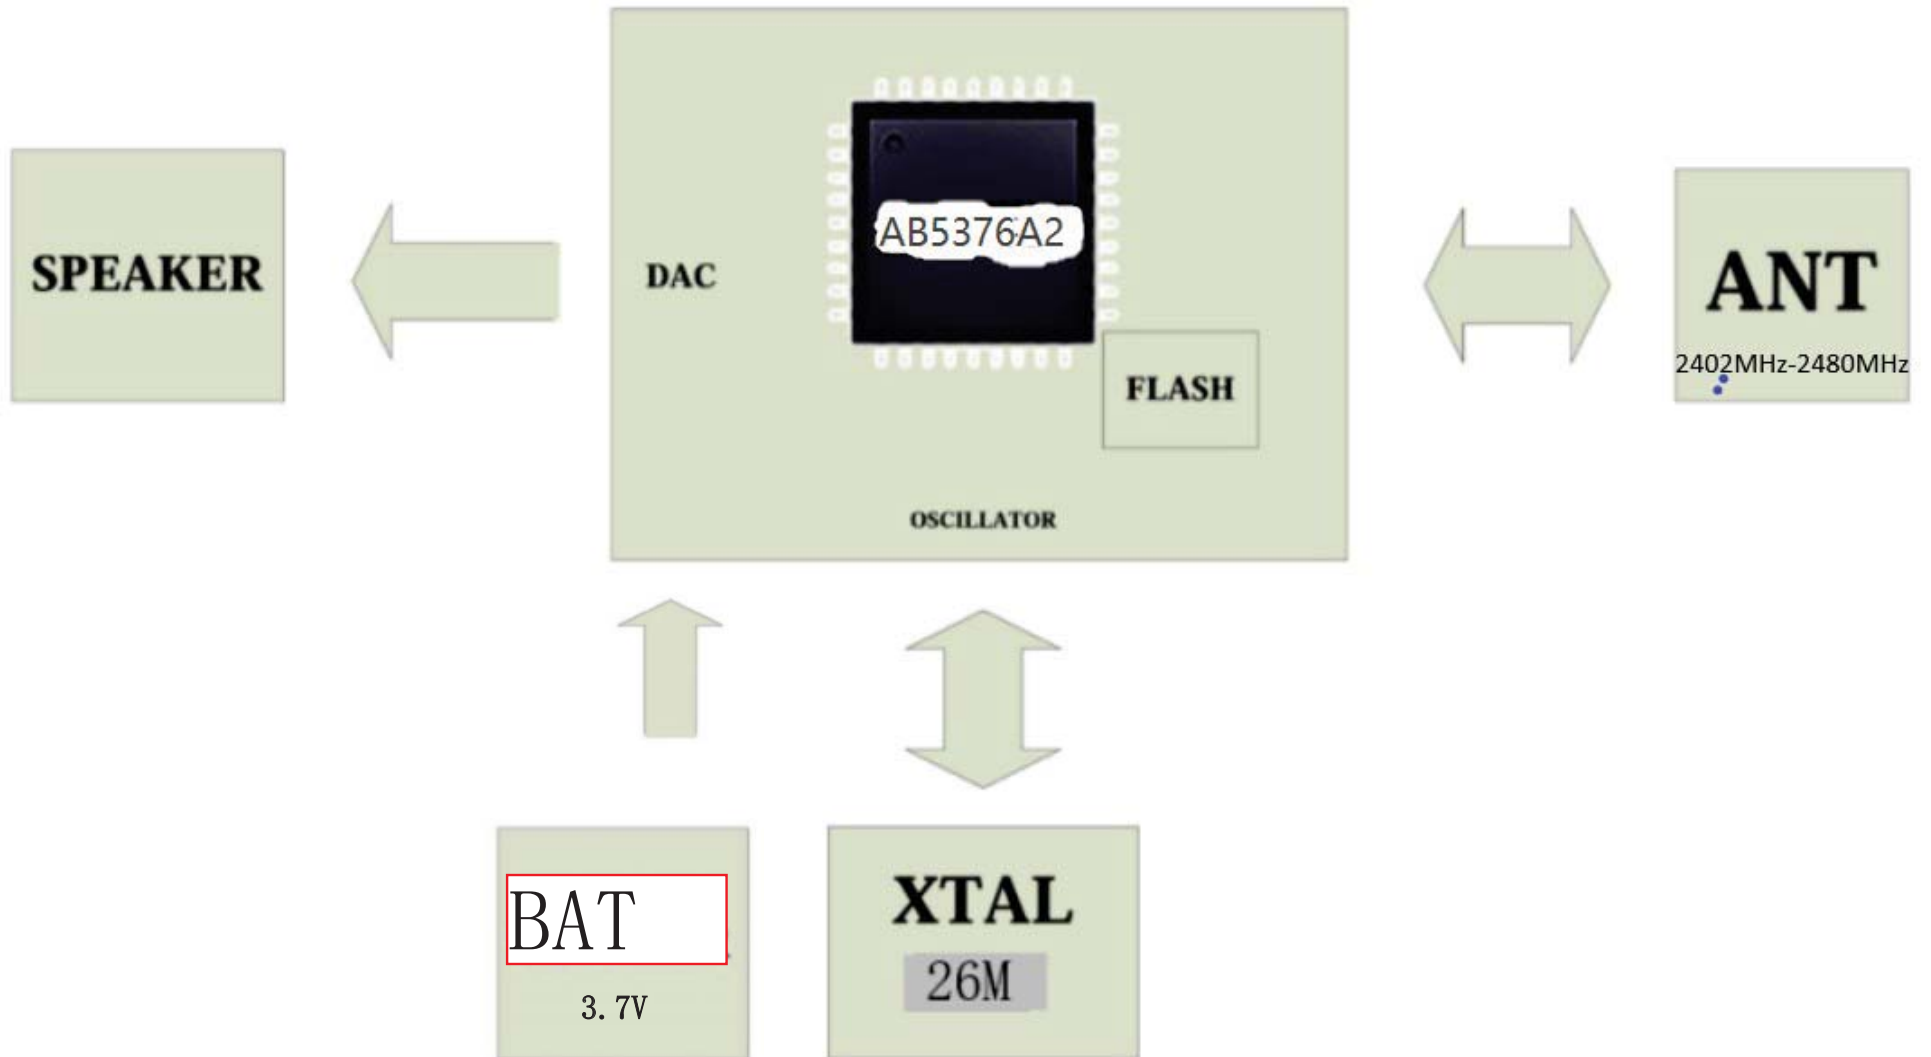 AB5376A2
SPEAKER
DAC
ANT
2402MHz-2480MHz
FLASH
OSCILLATOR
BAT
3.7V
XTAL
26M